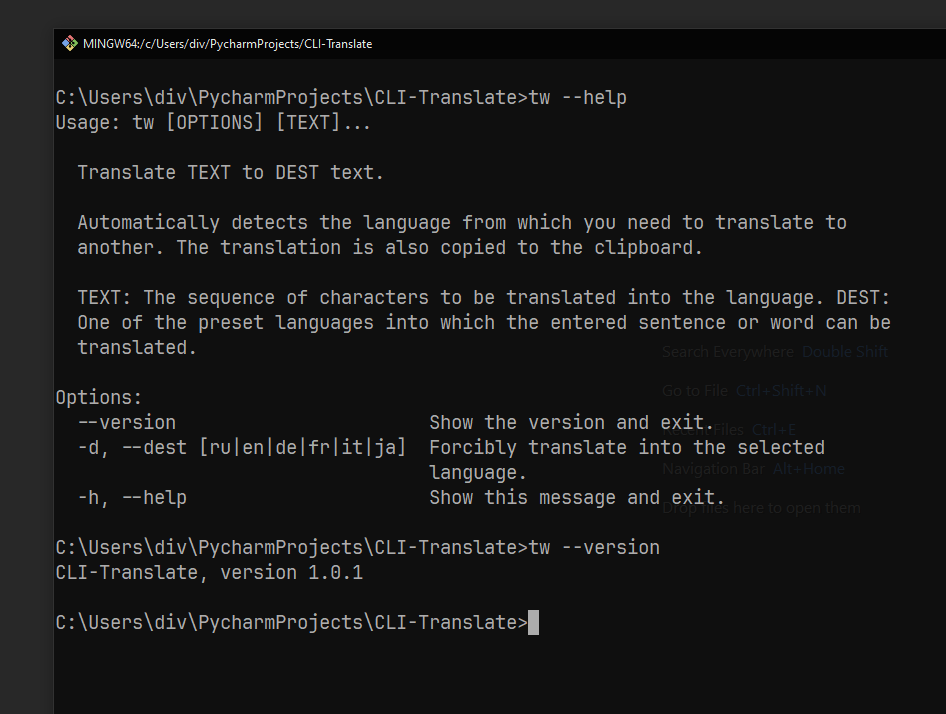 MINGW64:/c/Users/div/PycharmProjects/CLI-Translate
C:\Users\div\PycharmProjects\CLI-Translate>tw --help
Usage: tw [OPTIONS] [TEXT]...
Translate TEXT to DEST text.
Automatically detects the language from which you need to translate to
another. The translation is also copied to the clipboard.
TEXT: The sequence of characters to be translated into the language. DEST:
One of the preset languages into which the entered sentence or word can be
translated.
Search Everywhere Double Shift
Go to File Ctrl+Shift+N
Options:
--version Show the version and exit.
Files Ctrl+E
-d, --dest [ru|en|de|fr|it|ja] Forcibly translate into the selected
language.
Navigation Bar Alt+Home
-h, --help Show this message and exit.
Drop files here to open them
C:\Users\div\PycharmProjects\CLI-Translate>tw --version
CLI-Translate, version 1.0.1
C:\Users\div\PycharmProjects\CLI-Translate>